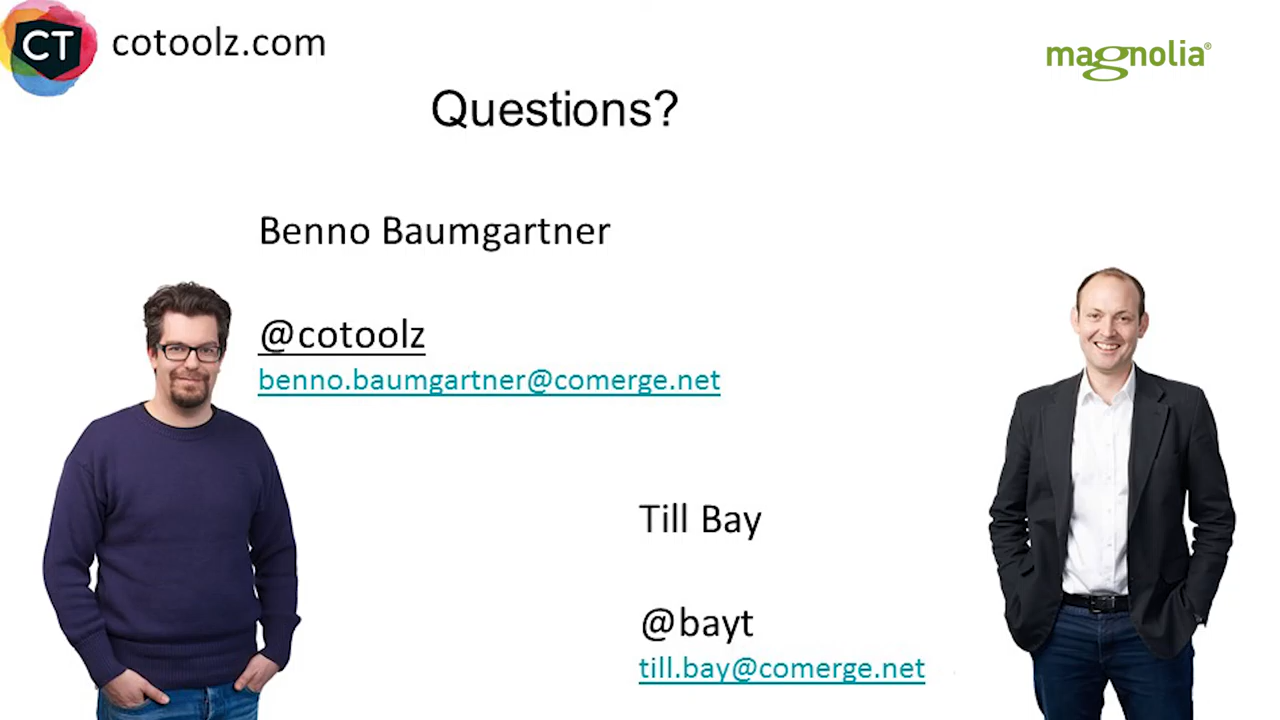 CT
cotoolz.com
magnolia®
Questions?
Benno Baumgartner
@cotoolz
benno.baumgartner@comerge.net
Till Bay
@bayt
till.bay@comerge.net